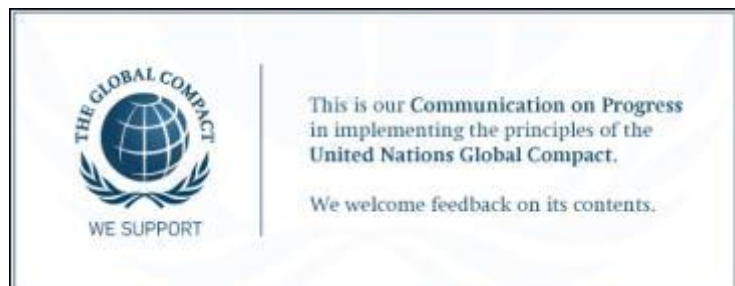 THE GLOBAL COMPACT
WE SUPPORT
This is our Communication on Progress
in implementing the principles of the
United Nations Global Compact.
We welcome feedback on its contents.